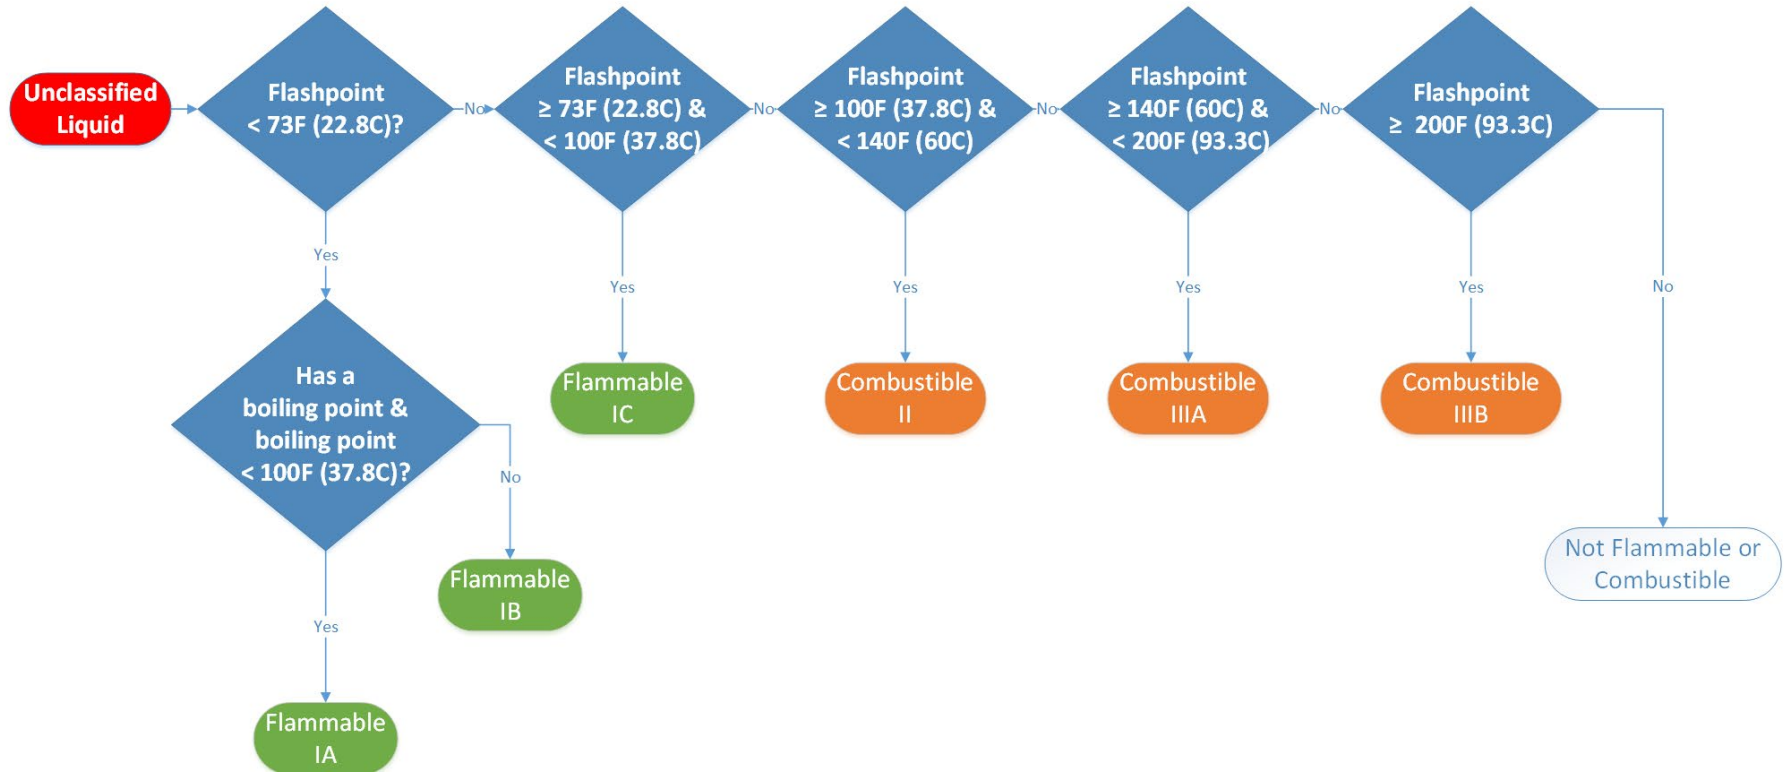 Unclassified
Liquid
Flashpoint
< 73F (22.8C)?
No
Flashpoint
≥ 73F (22.8C) &
< 100F (37.8C)
No
Flashpoint
≥ 100F (37.8C) &
< 140F (60C)
No
Flashpoint
≥ 140F (60C) &
< 200F (93.3C)
No
Flashpoint
≥ 200F (93.3C)
Yes
Yes
Yes
Yes
Yes
No
Has a
boiling point &
boiling point
< 100F (37.8C)?
Flammable
IC
Combustible
II
Combustible
IIIA
Combustible
IIIB
No
Not Flammable or
Combustible
Flammable
IB
Yes
Flammable
IA